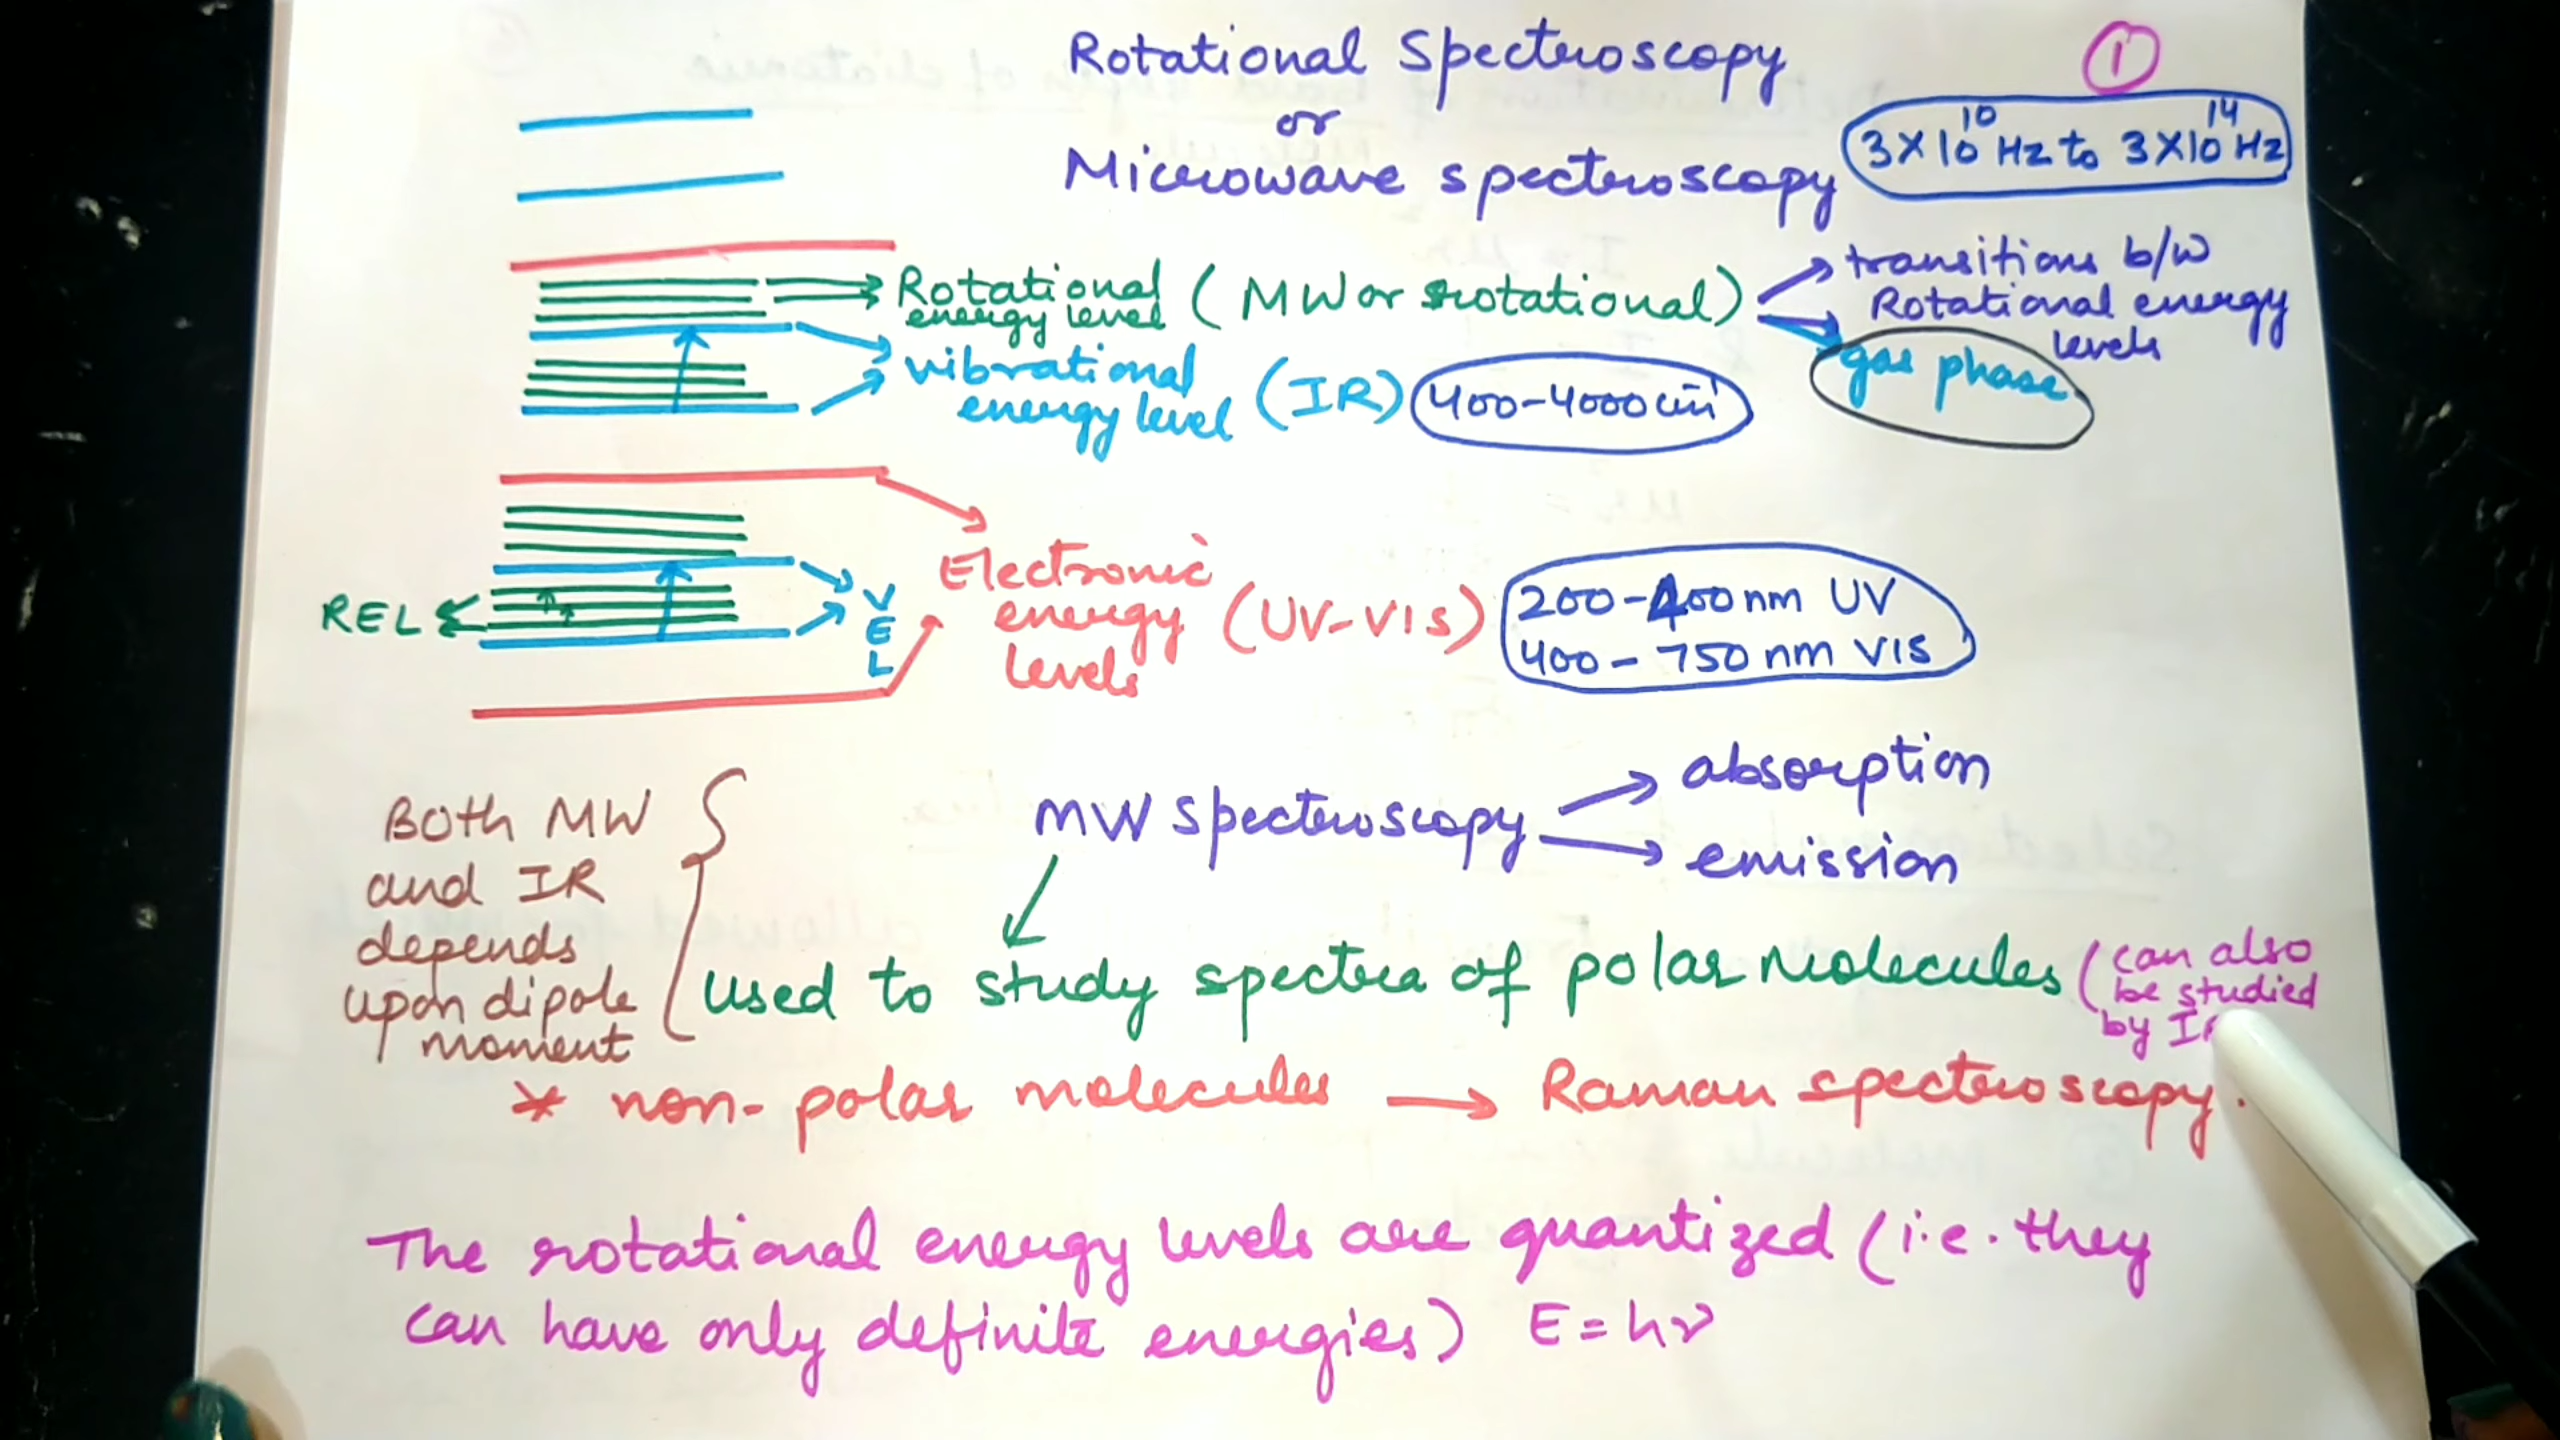 Rotational Spectroscopy
①
or
Microwave spectroscopy
3×10¹⁰ Hz to 3×10¹⁴ Hz
Rotational energy level (MW or rotational)
transitions b/w
Rotational energy
levels
gas phase
vibrational
energy level (IR) 400-4000 cm⁻¹
REL
VEL
Electronic
energy (UV-VIS)
levels
200-400 nm UV
400-750 nm VIS
MW spectroscopy
absorption
emission
Both MW
and IR
depends
upon dipole
moment
used to study spectra of polar molecules (can also
be studied
by
* non-polar molecules → Raman spectroscopy.
The rotational energy levels are quantized (i.e. they
can have only definite energies) E = hν